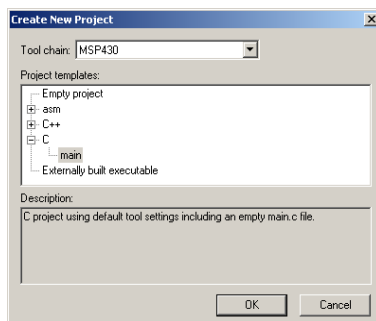 Create New Project
Tool chain: MSP430
Project templates:
Empty project
asm
C++
C
main
Externally built executable
Description:
C project using default tool settings including an empty main.c file.
OK Cancel